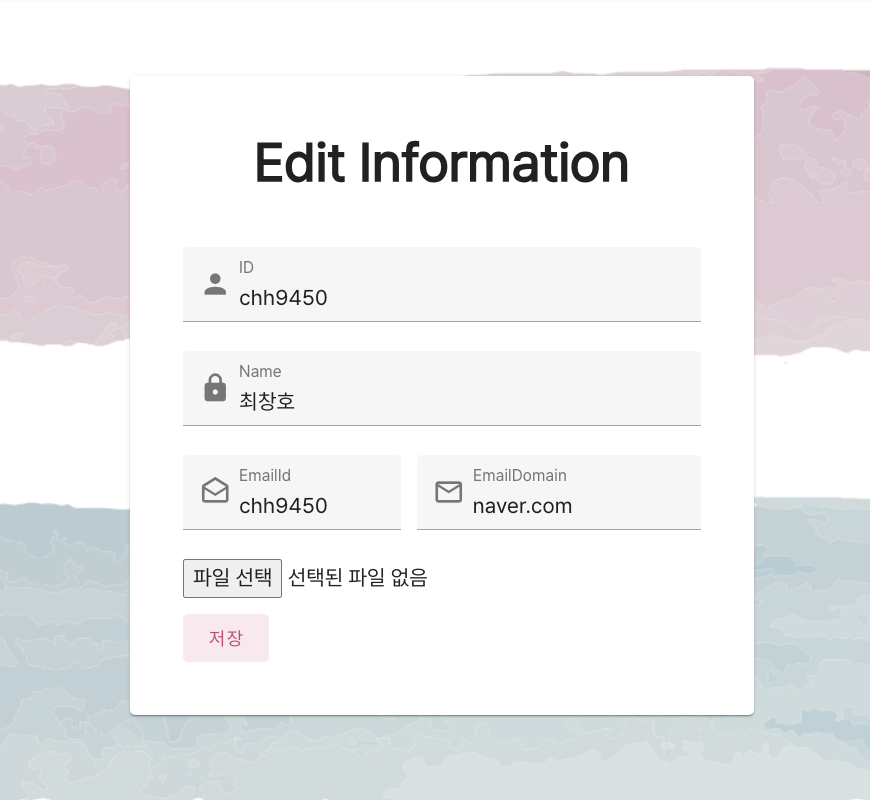 Edit Information
ID
chh9450
Name
최창호
EmailId
chh9450
EmailDomain
naver.com
파일 선택 선택된 파일 없음
저장